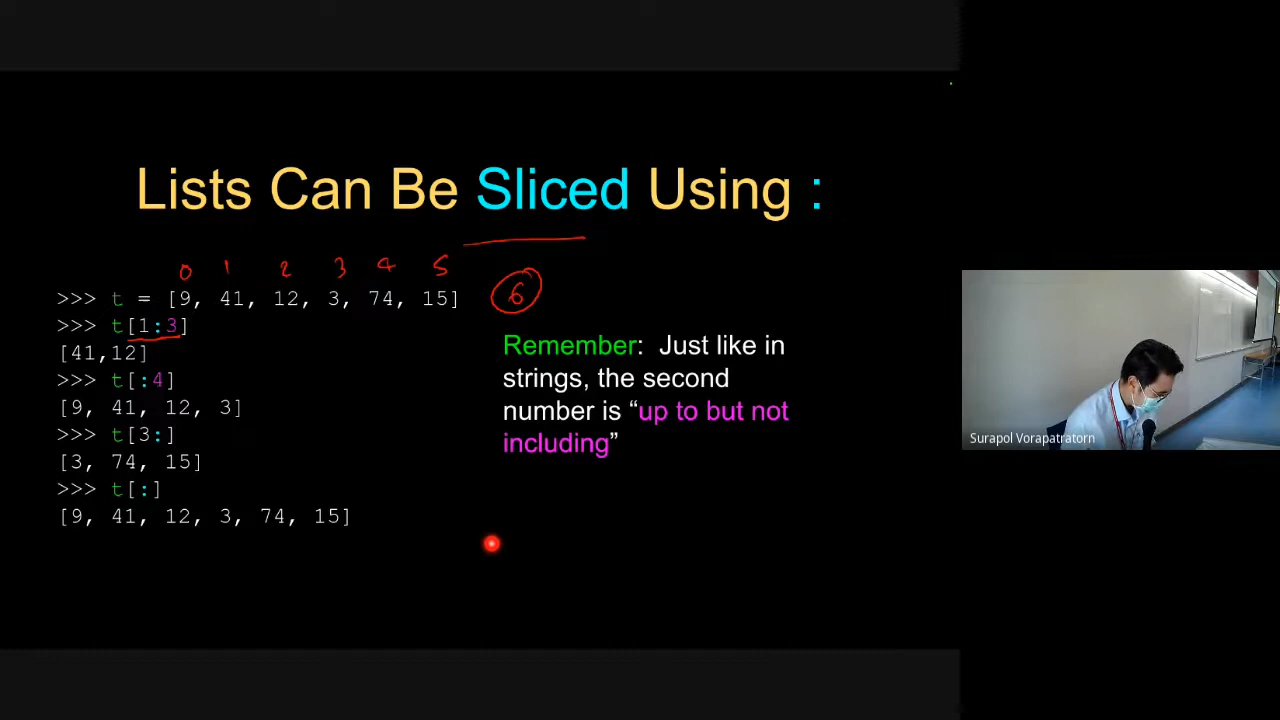 Lists Can Be Sliced Using :
0 1 2 3 4 5
>>> t = [9, 41, 12, 3, 74, 15]
6
>>> t[1:3]
[41,12]
>>> t[:4]
[9, 41, 12, 3]
>>> t[3:]
[3, 74, 15]
>>> t[:]
[9, 41, 12, 3, 74, 15]
Remember: Just like in
strings, the second
number is “up to but not
including”
Surapol Vorapatratorn